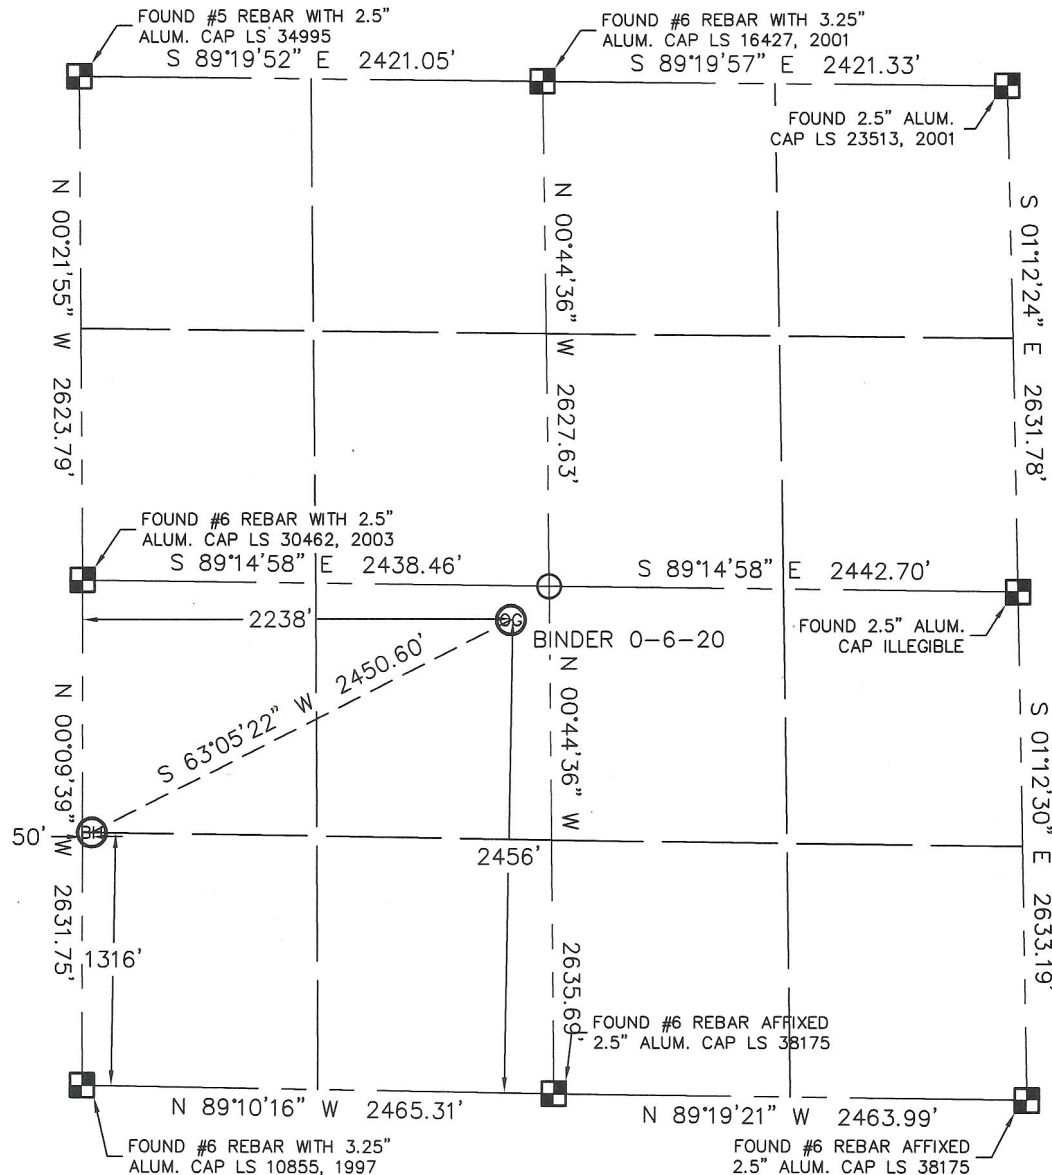 FOUND #5 REBAR WITH 2.5"
ALUM. CAP LS 34995
S 89°19'52" E 2421.05'
FOUND #6 REBAR WITH 3.25"
ALUM. CAP LS 16427, 2001
S 89°19'57" E 2421.33'
FOUND 2.5" ALUM.
CAP LS 23513, 2001
N 00°21'55" W 2623.79'
N 00°44'36" W 2627.63'
S 01°12'24" E 2631.78'
FOUND #6 REBAR WITH 2.5"
ALUM. CAP LS 30462, 2003
S 89°14'58" E 2438.46'
S 89°14'58" E 2442.70'
2238'
OG
BINDER 0-6-20
FOUND 2.5" ALUM.
CAP ILLEGIBLE
S 63°05'22" W 2450.60'
N 00°09'39" W 2631.75'
N 00°44'36" W 2635.69'
S 01°12'30" E 2633.19'
50'
BH
2456'
1316'
FOUND #6 REBAR AFFIXED
2.5" ALUM. CAP LS 38175
N 89°10'16" W 2465.31'
N 89°19'21" W 2463.99'
FOUND #6 REBAR WITH 3.25"
ALUM. CAP LS 10855, 1997
FOUND #6 REBAR AFFIXED
2.5" ALUM. CAP LS 38175